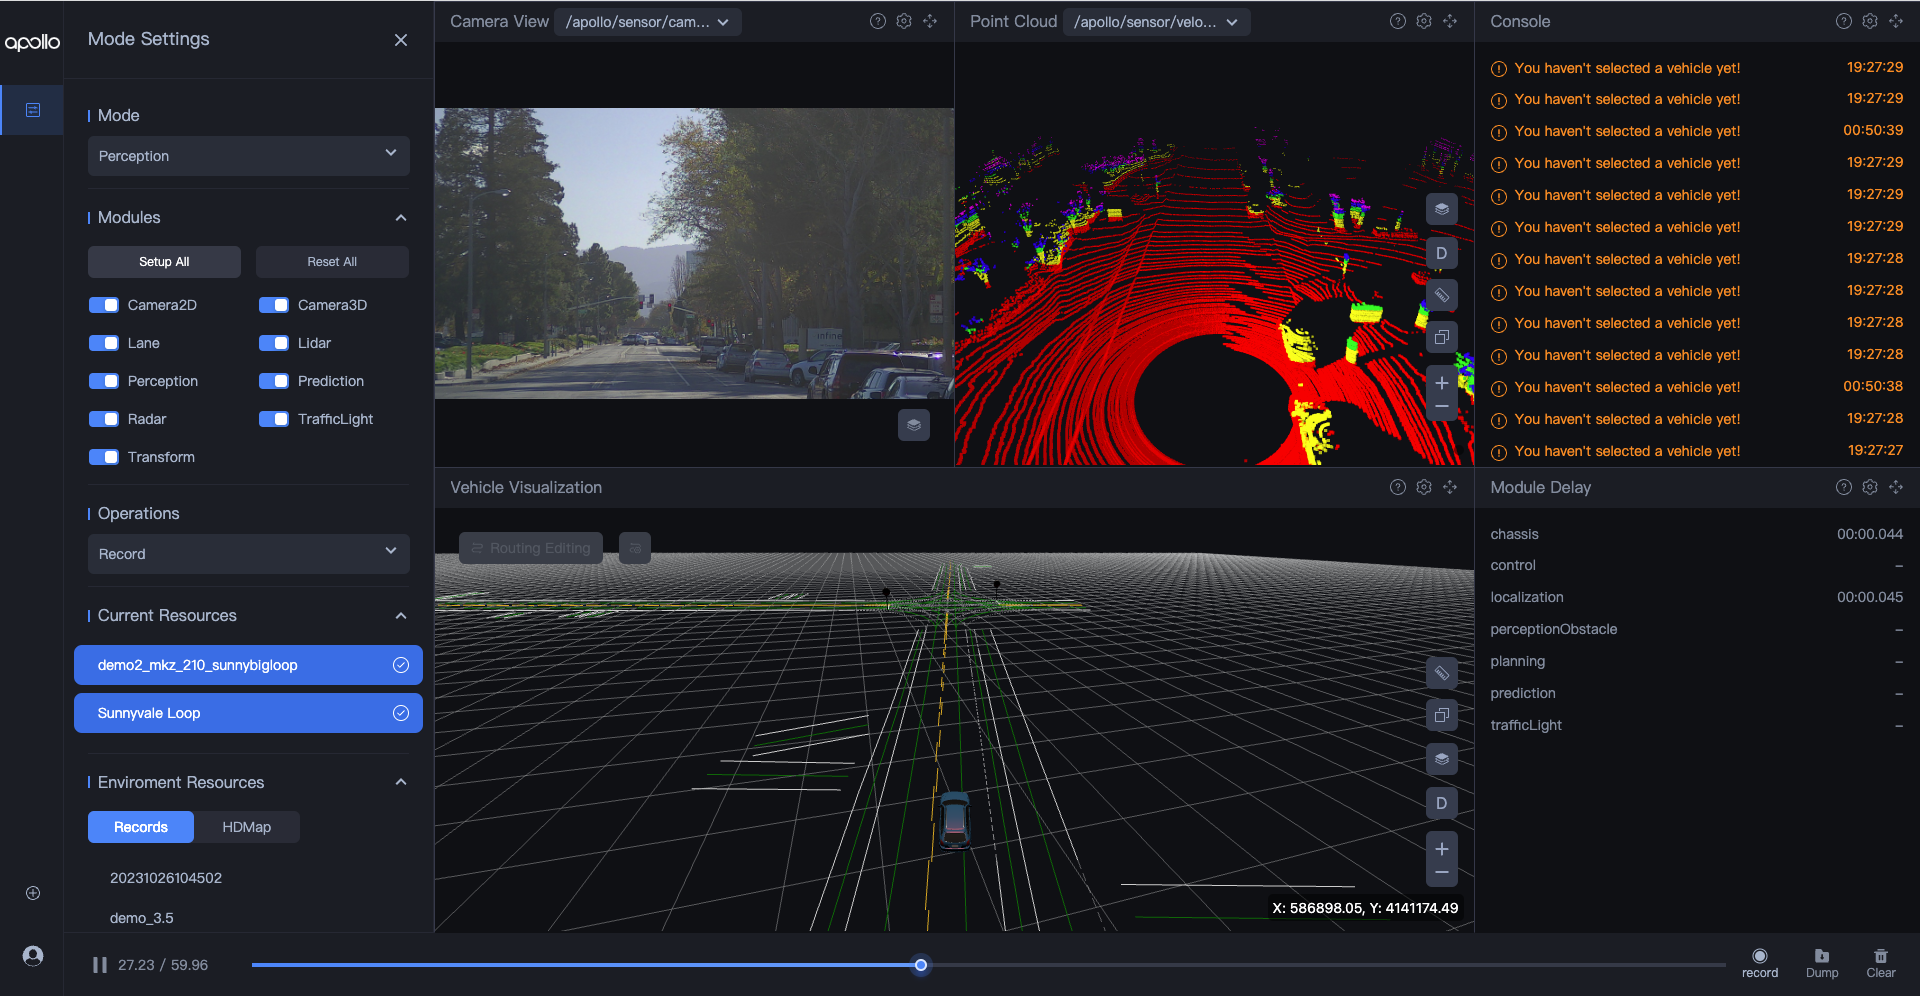 apollo
Mode Settings
Mode
Perception
Modules
Setup All
Reset All
Camera2D
Camera3D
Lane
Lidar
Perception
Prediction
Radar
TrafficLight
Transform
Operations
Record
Current Resources
demo2_mkz_210_sunnybigloop
Sunnyvale Loop
Enviroment Resources
Records
HDMap
20231026104502
demo_3.5
Camera View
/apollo/sensor/cam...
Point Cloud
/apollo/sensor/velo...
D
Console
You haven't selected a vehicle yet! 19:27:29
You haven't selected a vehicle yet! 19:27:29
You haven't selected a vehicle yet! 00:50:39
You haven't selected a vehicle yet! 19:27:29
You haven't selected a vehicle yet! 19:27:29
You haven't selected a vehicle yet! 19:27:29
You haven't selected a vehicle yet! 19:27:28
You haven't selected a vehicle yet! 19:27:28
You haven't selected a vehicle yet! 19:27:28
You haven't selected a vehicle yet! 19:27:28
You haven't selected a vehicle yet! 00:50:38
You haven't selected a vehicle yet! 19:27:28
You haven't selected a vehicle yet! 19:27:27
Vehicle Visualization
Routing Editing
D
X: 586898.05, Y: 4141174.49
Module Delay
chassis 00:00.044
control –
localization 00:00.045
perceptionObstacle –
planning –
prediction –
trafficLight –
27.23 / 59.96
record
Dump
Clear